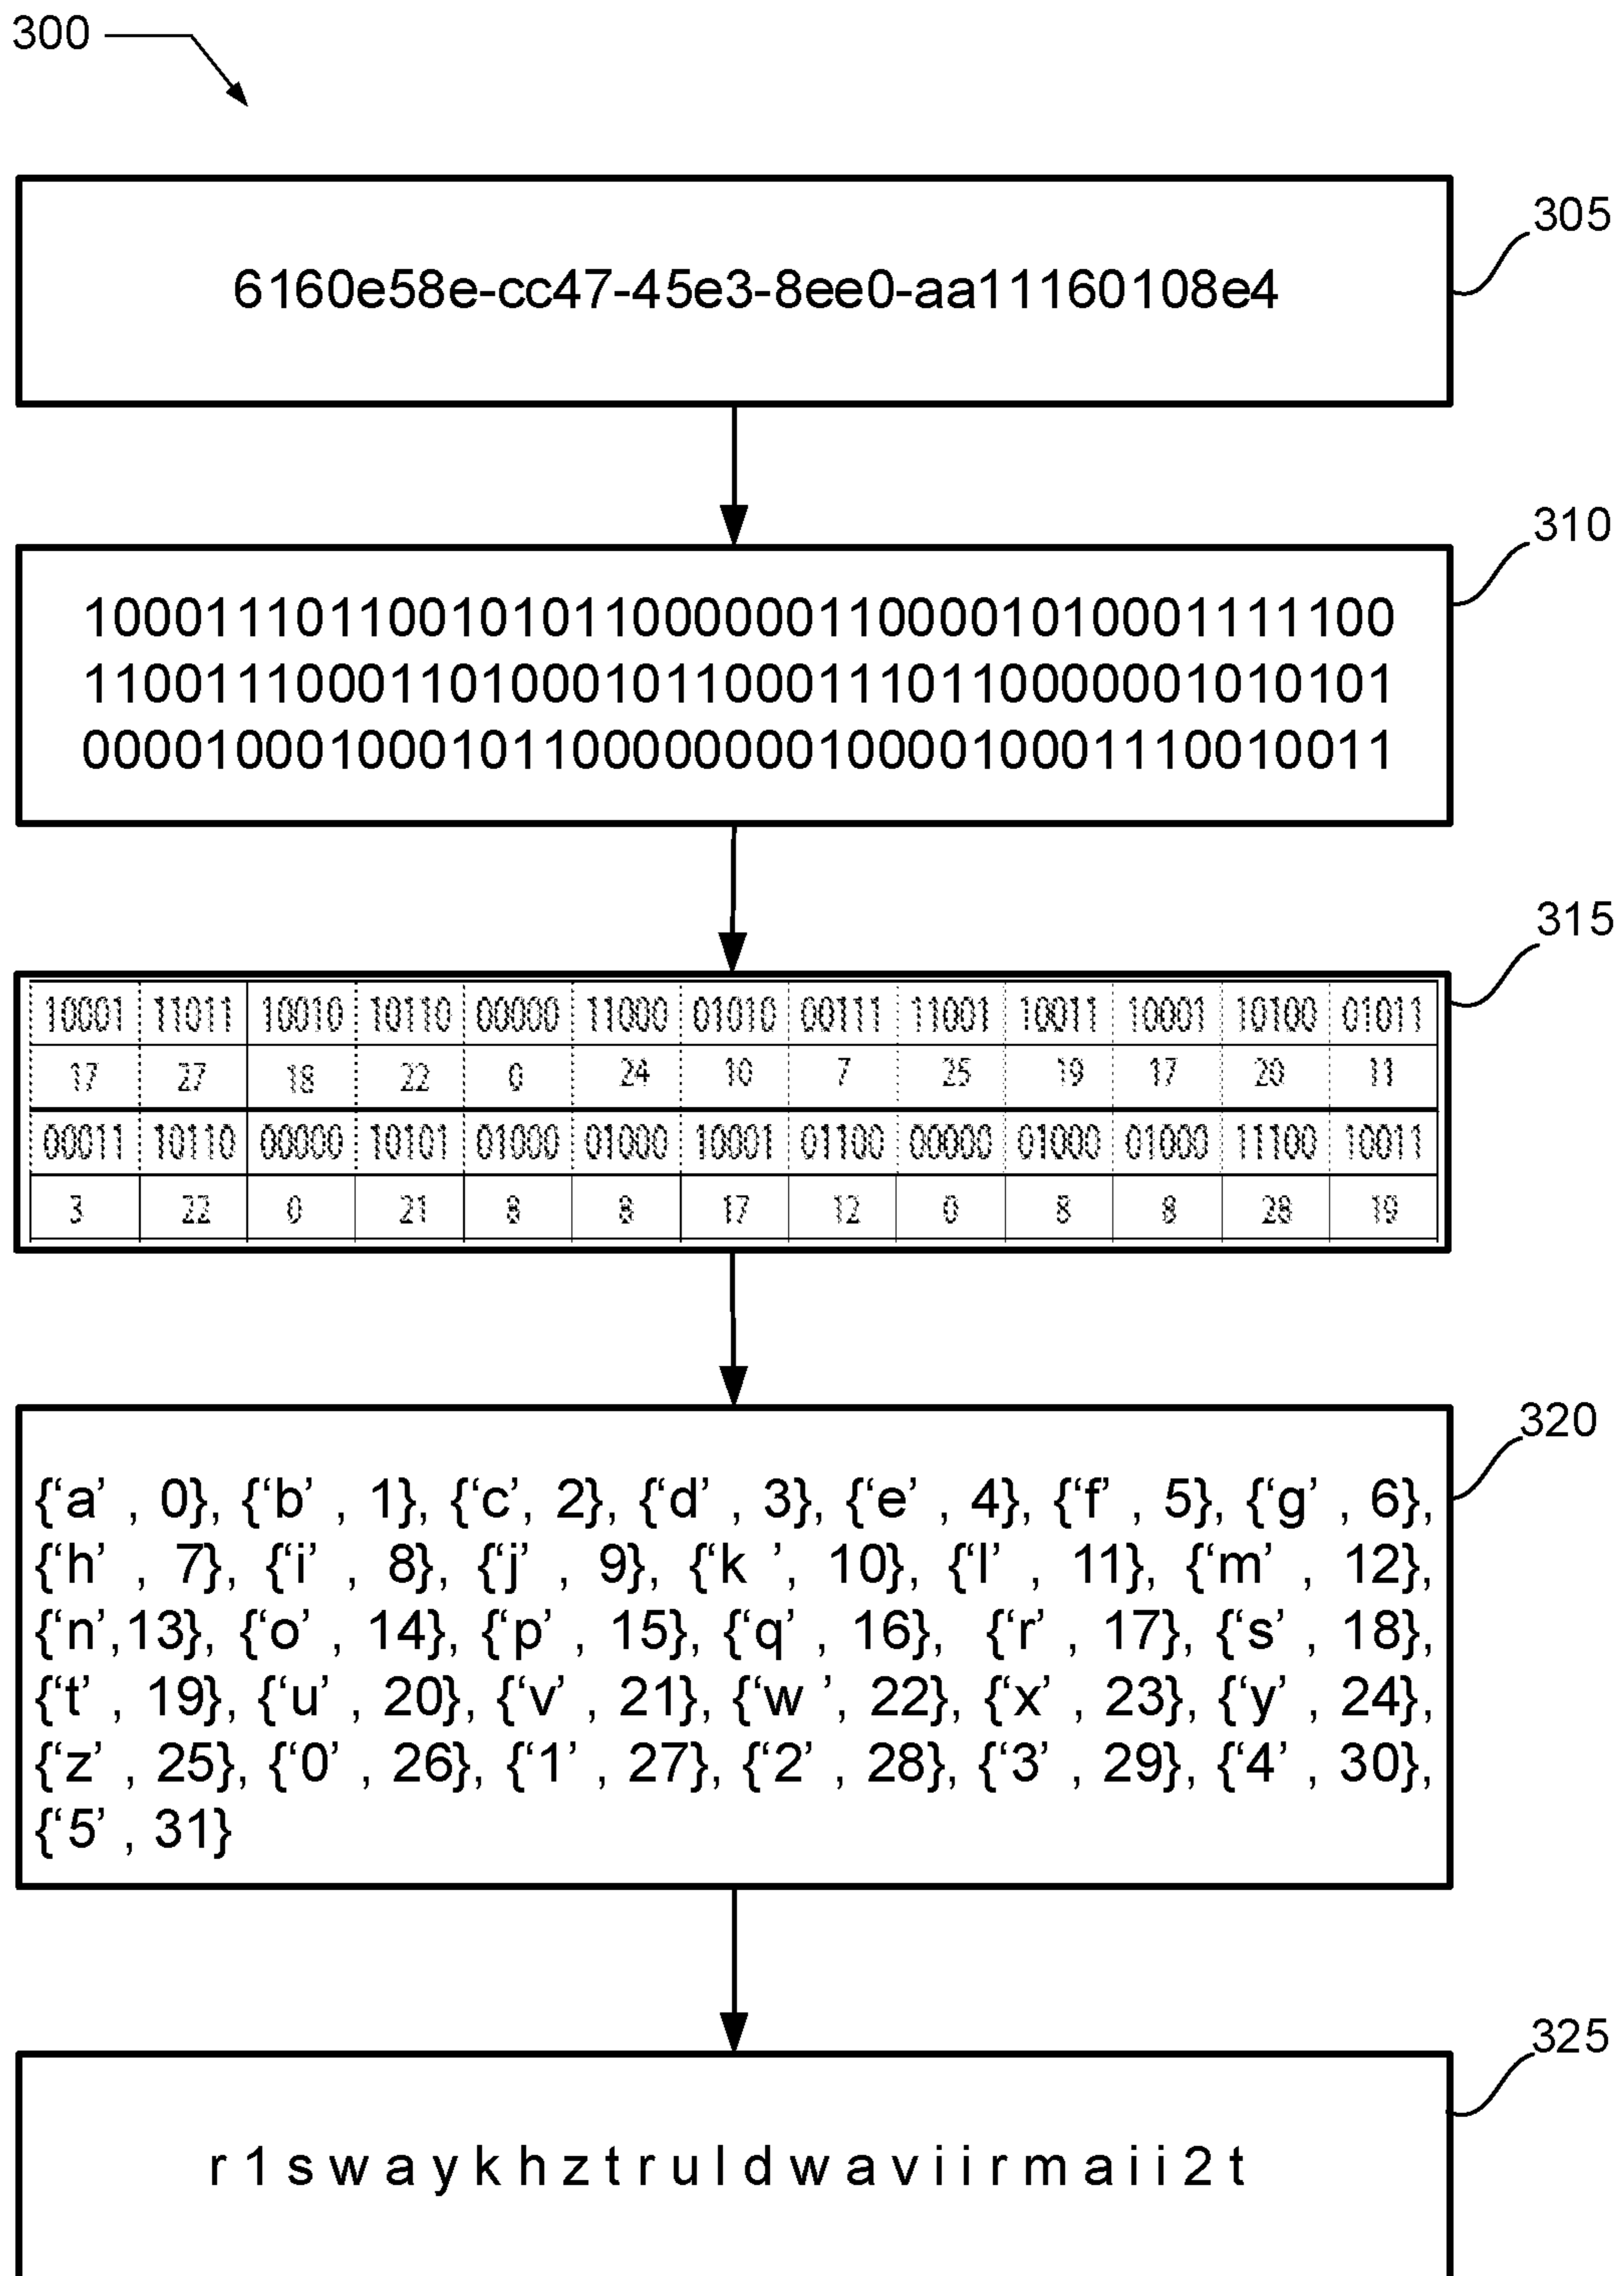 300
305
6160e58e-cc47-45e3-8ee0-aa11160108e4
310
1000111011001010110000001100001010001111100
11001110001101000101100011101100000001010101
00001000100010110000000001000010001110010011
315
10001 11011 10010 10110 00000 11000 01010 00111 11001 10011 10001 10100 01011
17 27 18 22 0 24 10 7 25 19 17 20 11
00011 10110 00000 10101 01000 01000 10001 01100 00000 01000 01000 11100 10011
3 22 0 21 8 8 17 12 0 8 8 28 19
320
{‘a’ , 0}, {‘b’ , 1}, {‘c’, 2}, {‘d’ , 3}, {‘e’ , 4}, {‘f’ , 5}, {‘g’ , 6},
{‘h’ , 7}, {‘i’ , 8}, {‘j’ , 9}, {‘k ’, 10}, {‘l’ , 11}, {‘m’ , 12},
{‘n’,13}, {‘o’ , 14}, {‘p’ , 15}, {‘q’ , 16}, {‘r’ , 17}, {‘s’ , 18},
{‘t’ , 19}, {‘u’ , 20}, {‘v’ , 21}, {‘w ’, 22}, {‘x’ , 23}, {‘y’ , 24},
{‘z’ , 25}, {‘0’ , 26}, {‘1’ , 27}, {‘2’ , 28}, {‘3’ , 29}, {‘4’ , 30},
{‘5’ , 31}
325
r 1 s w a y k h z t r u l d w a v i i r m a i i 2 t